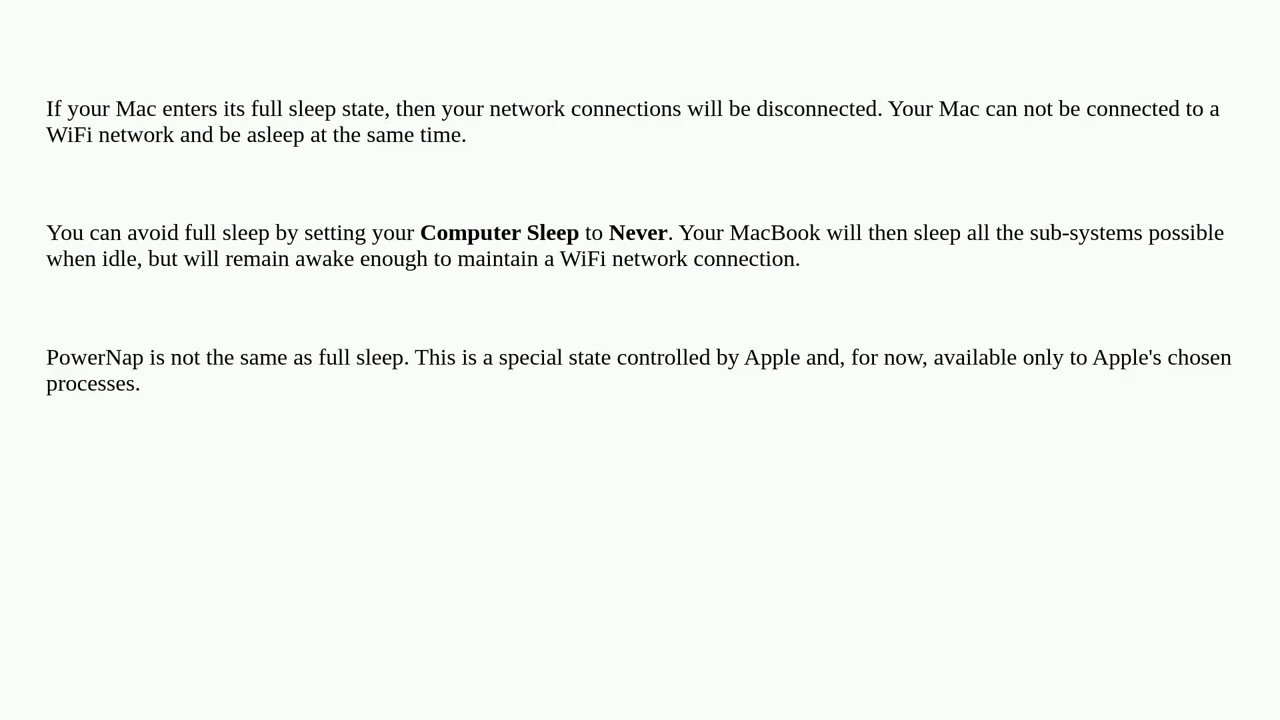 If your Mac enters its full sleep state, then your network connections will be disconnected. Your Mac can not be connected to a
WiFi network and be asleep at the same time.
You can avoid full sleep by setting your Computer Sleep to Never. Your MacBook will then sleep all the sub-systems possible
when idle, but will remain awake enough to maintain a WiFi network connection.
PowerNap is not the same as full sleep. This is a special state controlled by Apple and, for now, available only to Apple's chosen
processes.